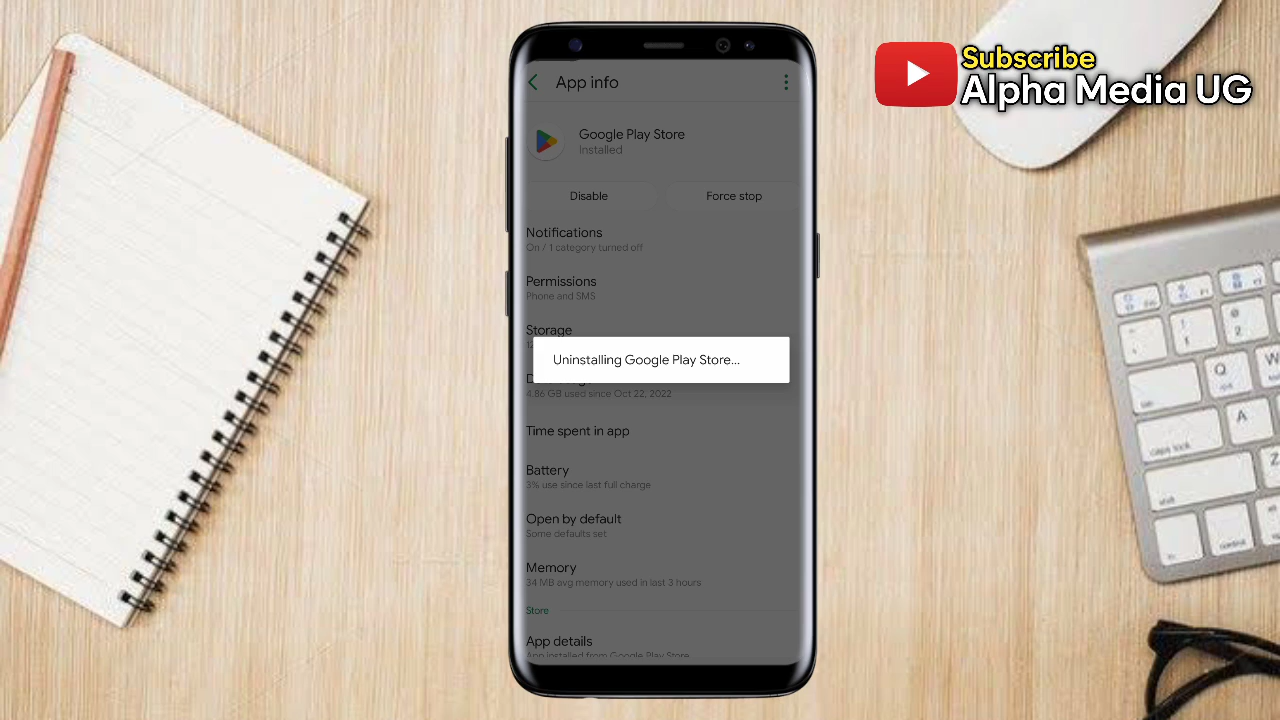 Subscribe
Alpha Media UG
App info
Google Play Store
Installed
Disable
Force stop
Notifications
On / 1 category turned off
Permissions
Phone and SMS
Storage
Uninstalling Google Play Store...
4.86 GB used since Oct 22, 2022
Time spent in app
Battery
3% use since last full charge
Open by default
Some defaults set
Memory
34 MB avg memory used in last 3 hours
Store
App details
App installed from Google Play Store
Q
W
A
caps lock
shift
Z